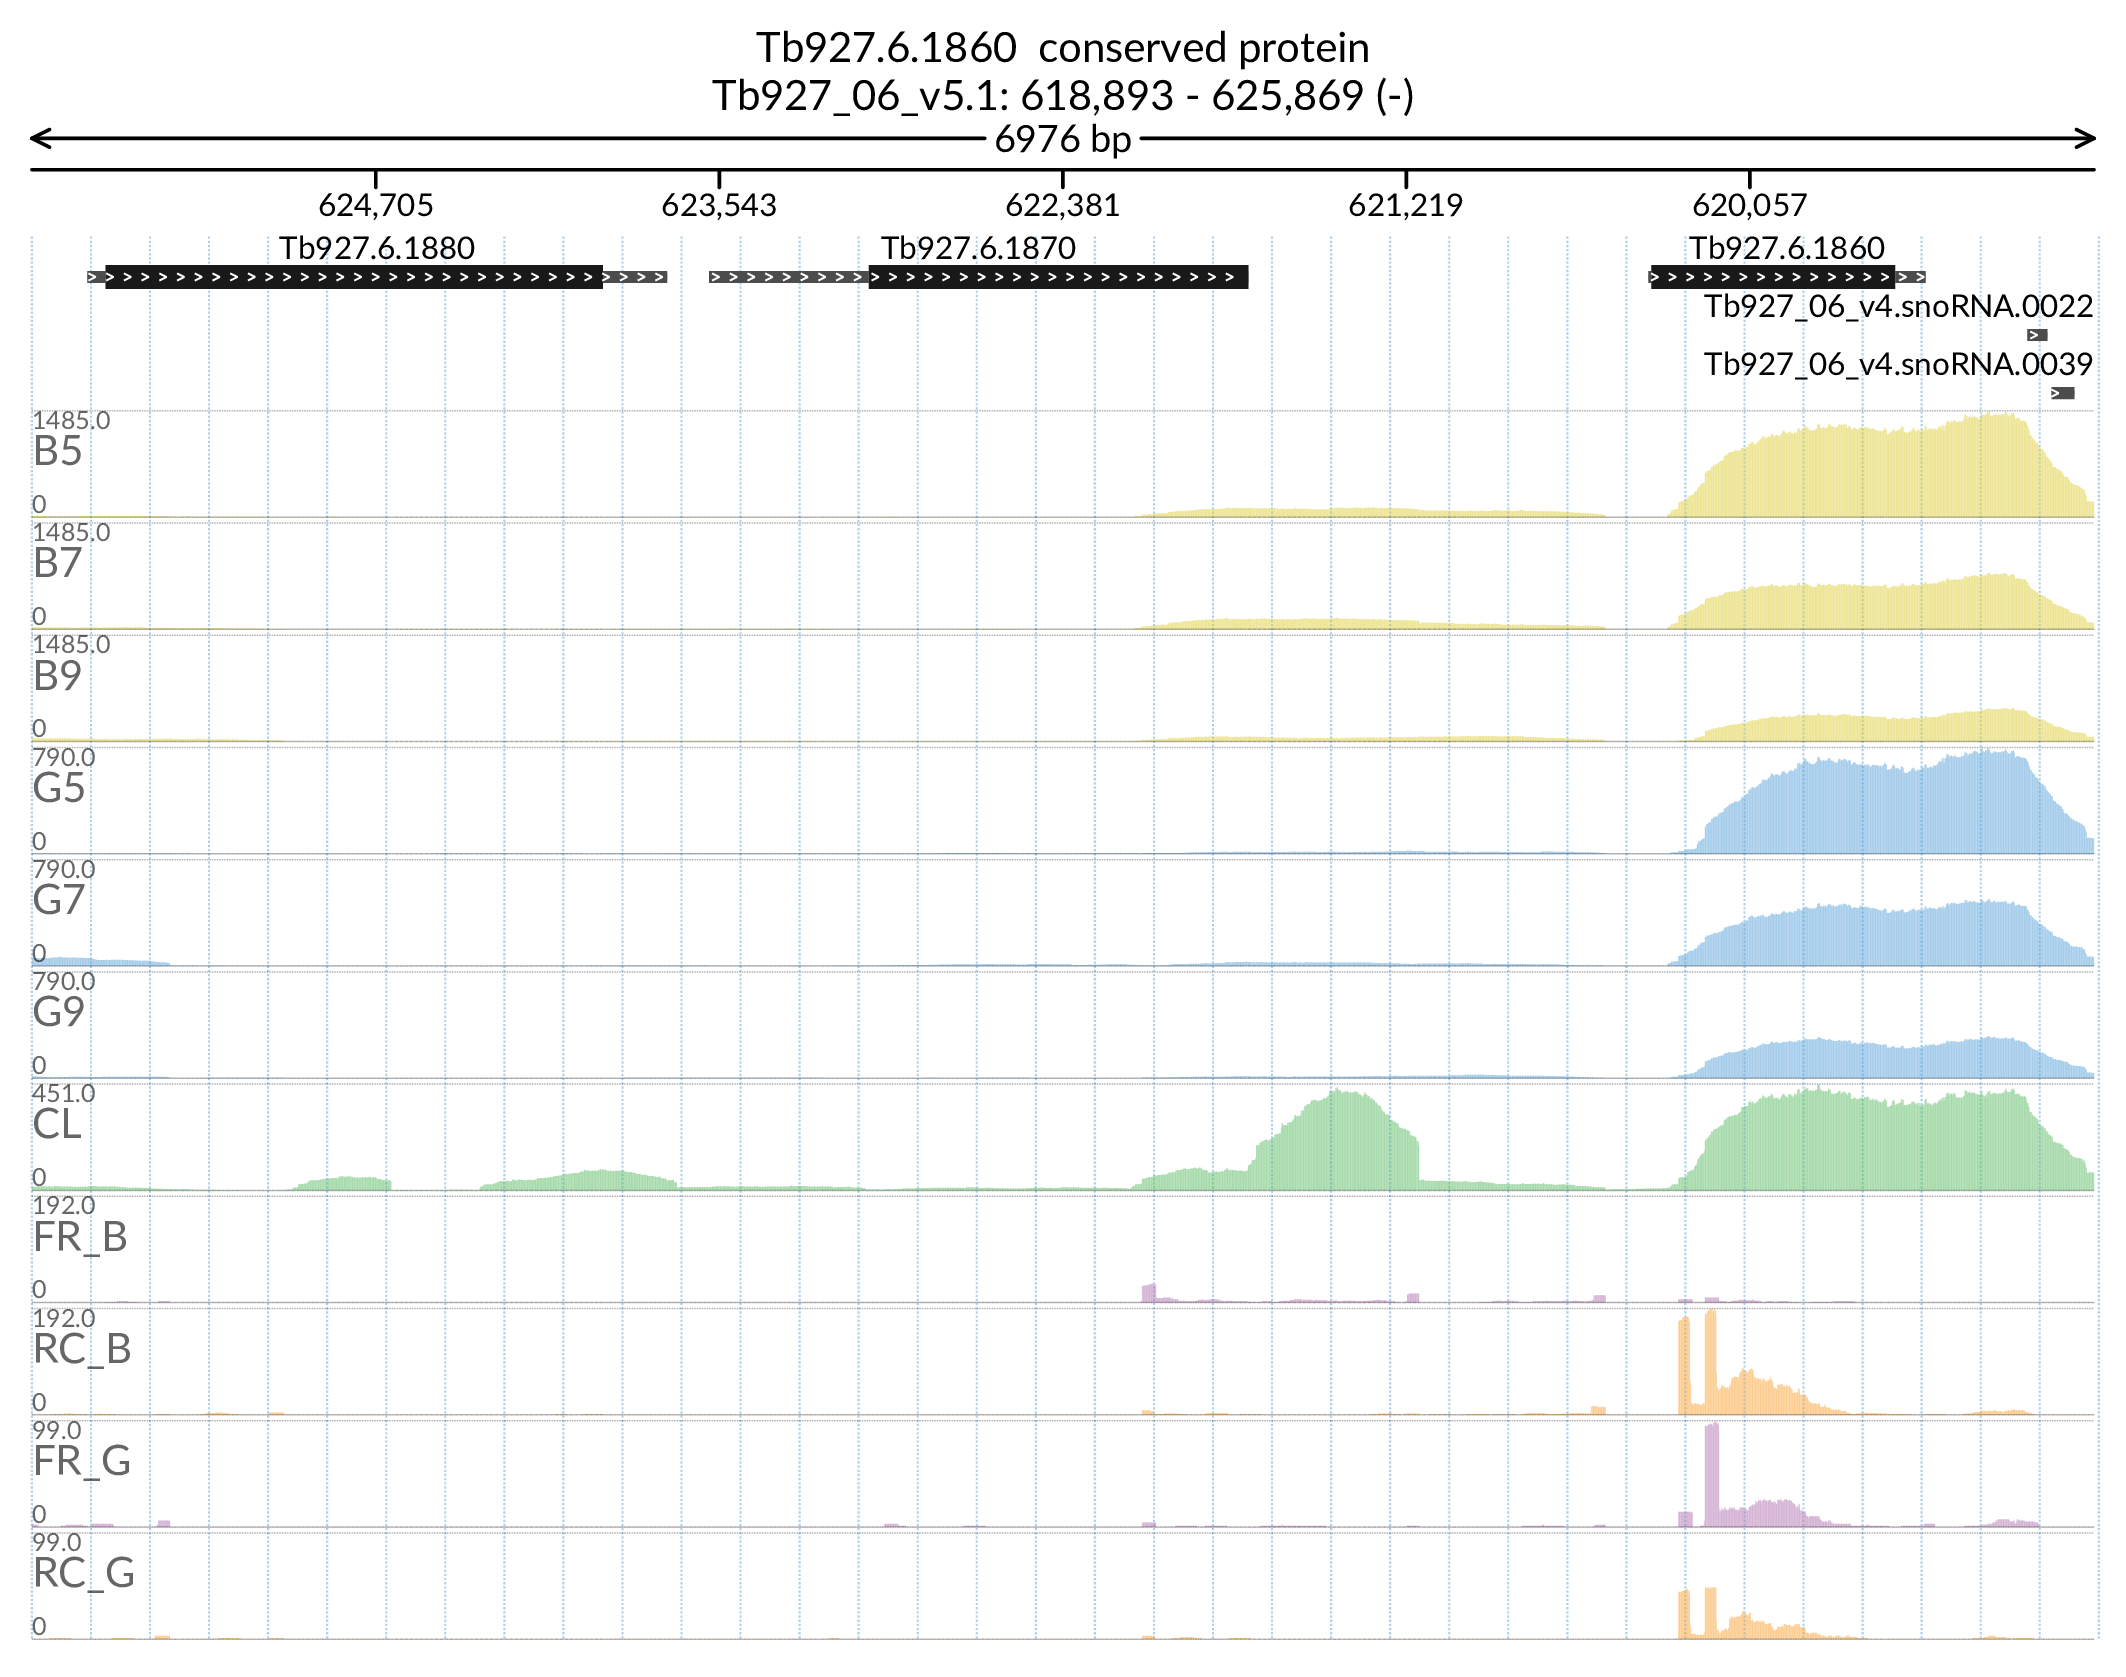 Tb927.6.1860  conserved protein
Tb927_06_v5.1: 618,893 - 625,869 (-)
6976 bp
624,705 623,543 622,381 621,219 620,057
Tb927.6.1880 Tb927.6.1870 Tb927.6.1860
Tb927_06_v4.snoRNA.0022
Tb927_06_v4.snoRNA.0039
1485.0
B5
0
1485.0
B7
0
1485.0
B9
0
790.0
G5
0
790.0
G7
0
790.0
G9
0
451.0
CL
0
192.0
FR_B
0
192.0
RC_B
0
99.0
FR_G
0
99.0
RC_G
0